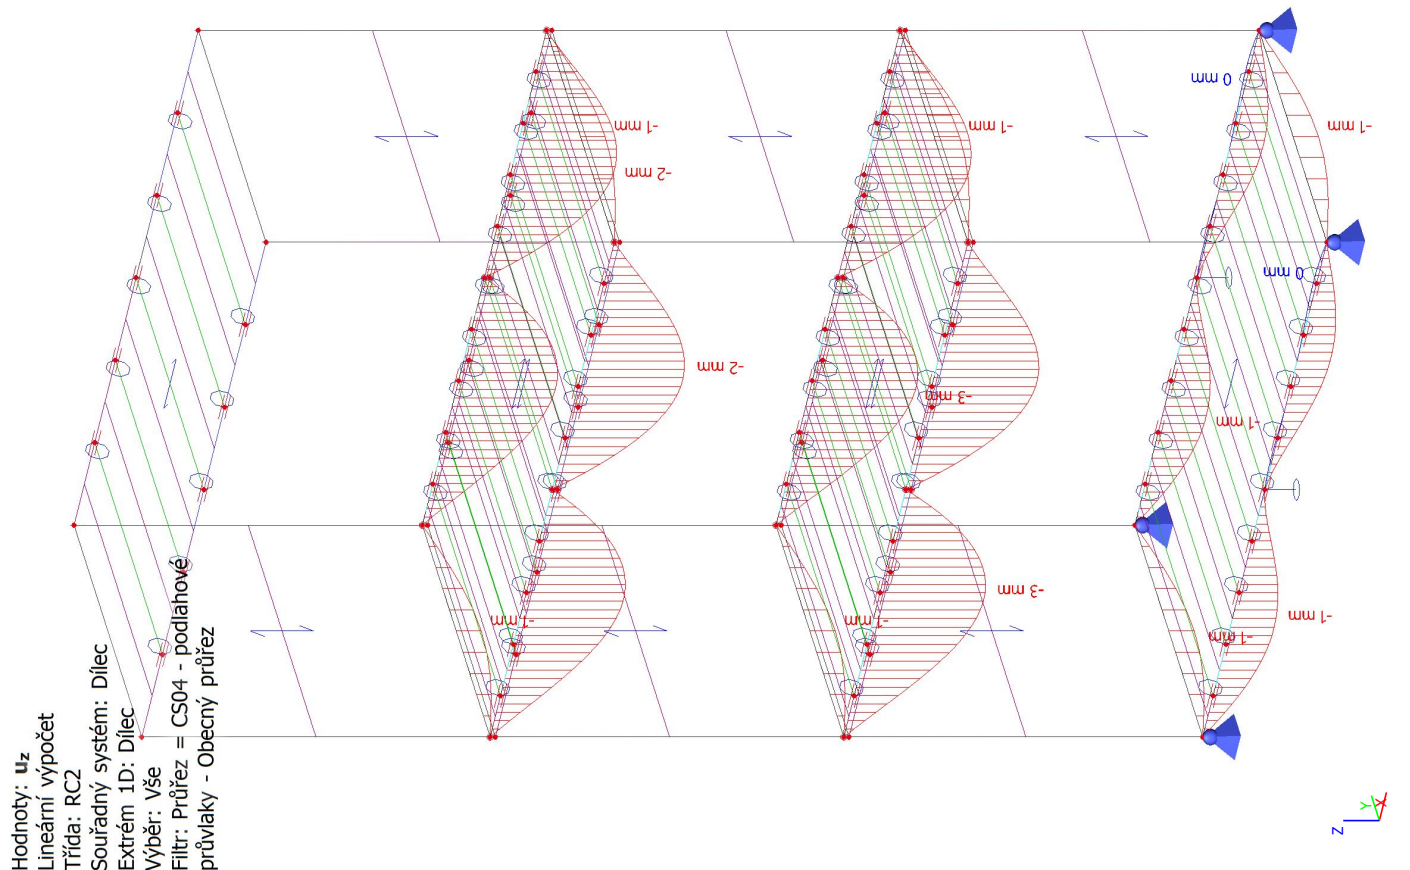 Hodnoty: uz
Lineární výpočet
Třída: RC2
Souřadný systém: Dílec
Extrém 1D: Dílec
Výběr: Vše
Filtr: Průřez = CS04 - podlahové
průvlaky - Obecný průřez
-1 mm
-2 mm
-2 mm
-1 mm
-1 mm
-3 mm
-3 mm
-1 mm
0 mm
-1 mm
0 mm
-1 mm
-1 mm
-1 mm
Z
Y
X